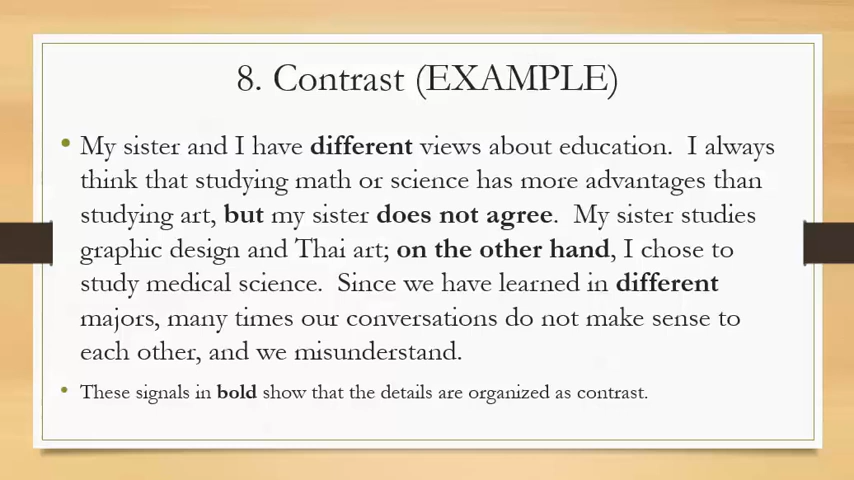 8. Contrast (EXAMPLE)
• My sister and I have different views about education.  I always
think that studying math or science has more advantages than
studying art, but my sister does not agree.  My sister studies
graphic design and Thai art; on the other hand, I chose to
study medical science.  Since we have learned in different
majors, many times our conversations do not make sense to
each other, and we misunderstand.
• These signals in bold show that the details are organized as contrast.